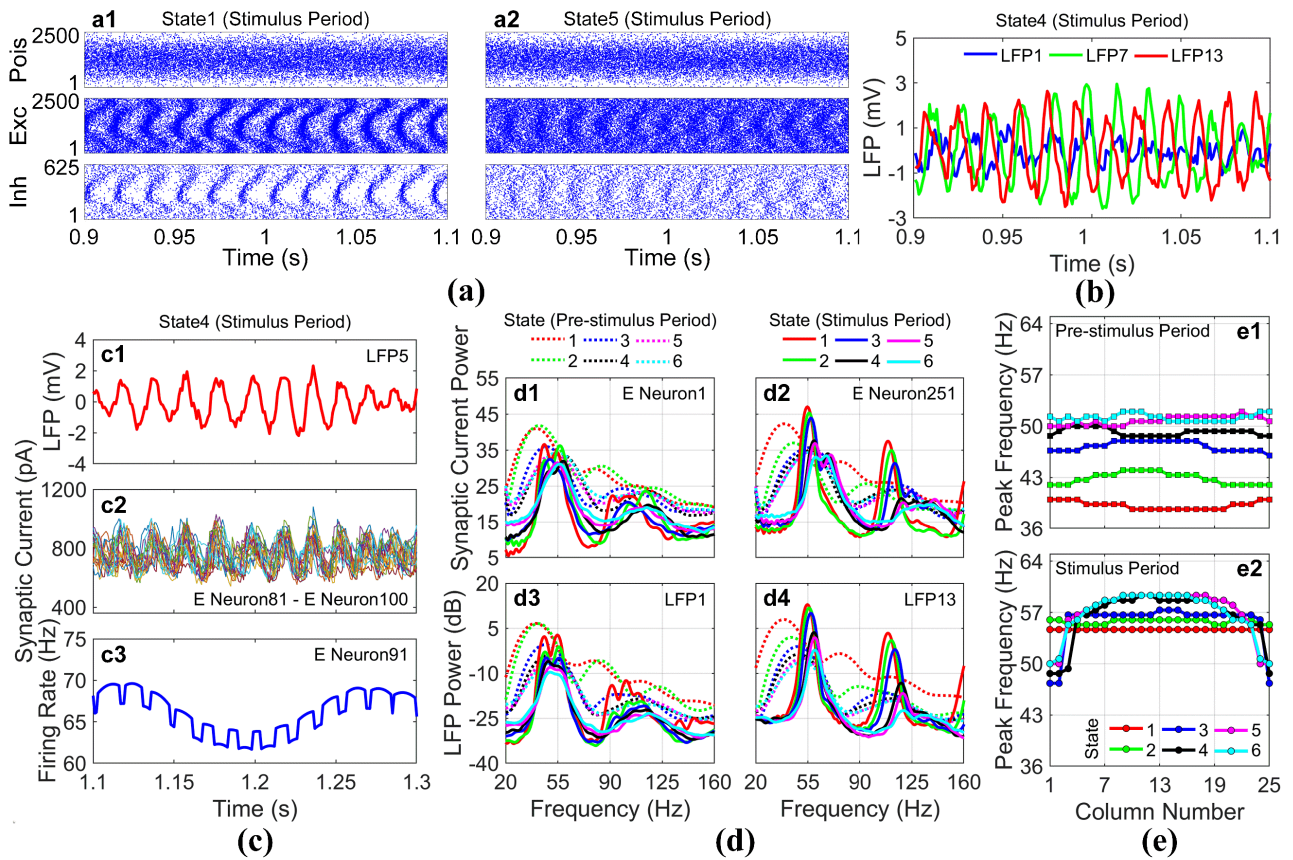 a1 State1 (Stimulus Period)
Pois
2500
1
Exc
2500
1
Inh
625
1
0.9 0.95 1 1.05 1.1
Time (s)
a2 State5 (Stimulus Period)
0.9 0.95 1 1.05 1.1
Time (s)
(a)
State4 (Stimulus Period)
LFP1 LFP7 LFP13
LFP (mV)
5
3
1
-1
-3
0.9 0.95 1 1.05 1.1
Time (s)
(b)
State4 (Stimulus Period)
c1 LFP5
LFP (mV)
4
2
0
-2
-4
c2
Synaptic Current (pA)
1200
800
400
E Neuron81 - E Neuron100
c3 E Neuron91
Firing Rate (Hz)
75
70
65
60
1.1 1.15 1.2 1.25 1.3
Time (s)
(c)
State (Pre-stimulus Period)
1 3 5
2 4 6
State (Stimulus Period)
1 3 5
2 4 6
Synaptic Current Power
55
45
35
25
15
5
d1 E Neuron1
d2 E Neuron251
LFP Power (dB)
20
5
-10
-25
-40
d3 LFP1
d4 LFP13
20 55 90 125 160
Frequency (Hz)
20 55 90 125 160
Frequency (Hz)
(d)
Pre-stimulus Period e1
Peak Frequency (Hz)
64
57
50
43
36
Stimulus Period e2
Peak Frequency (Hz)
64
57
50
43
36
State
1 3 5
2 4 6
1 7 13 19 25
Column Number
(e)